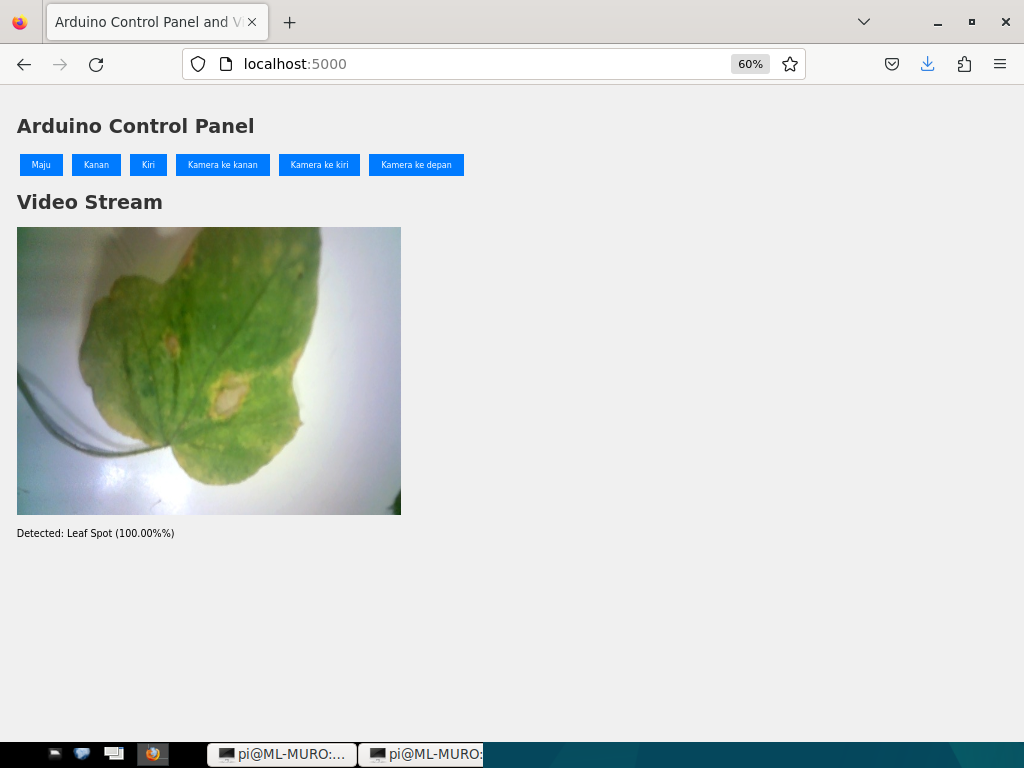 Arduino Control Panel and V
localhost:5000
60%
Arduino Control Panel
Maju Kanan Kiri Kamera ke kanan Kamera ke kiri Kamera ke depan
Video Stream
Detected: Leaf Spot (100.00%%)
pi@ML-MURO:... pi@ML-MURO: